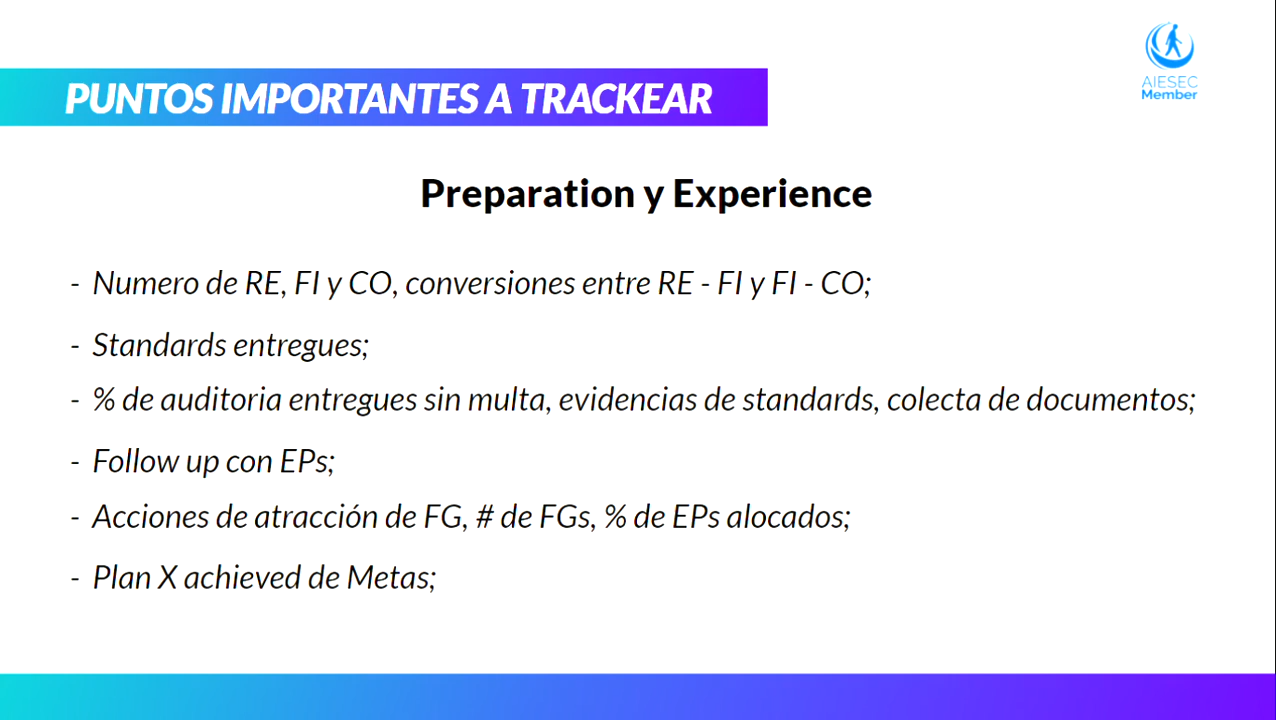 AIESEC
Member
PUNTOS IMPORTANTES A TRACKEAR
Preparation y Experience
- Numero de RE, FI y CO, conversiones entre RE - FI y FI - CO;
- Standards entregues;
- % de auditoria entregues sin multa, evidencias de standards, colecta de documentos;
- Follow up con EPs;
- Acciones de atracción de FG, # de FGs, % de EPs alocados;
- Plan X achieved de Metas;